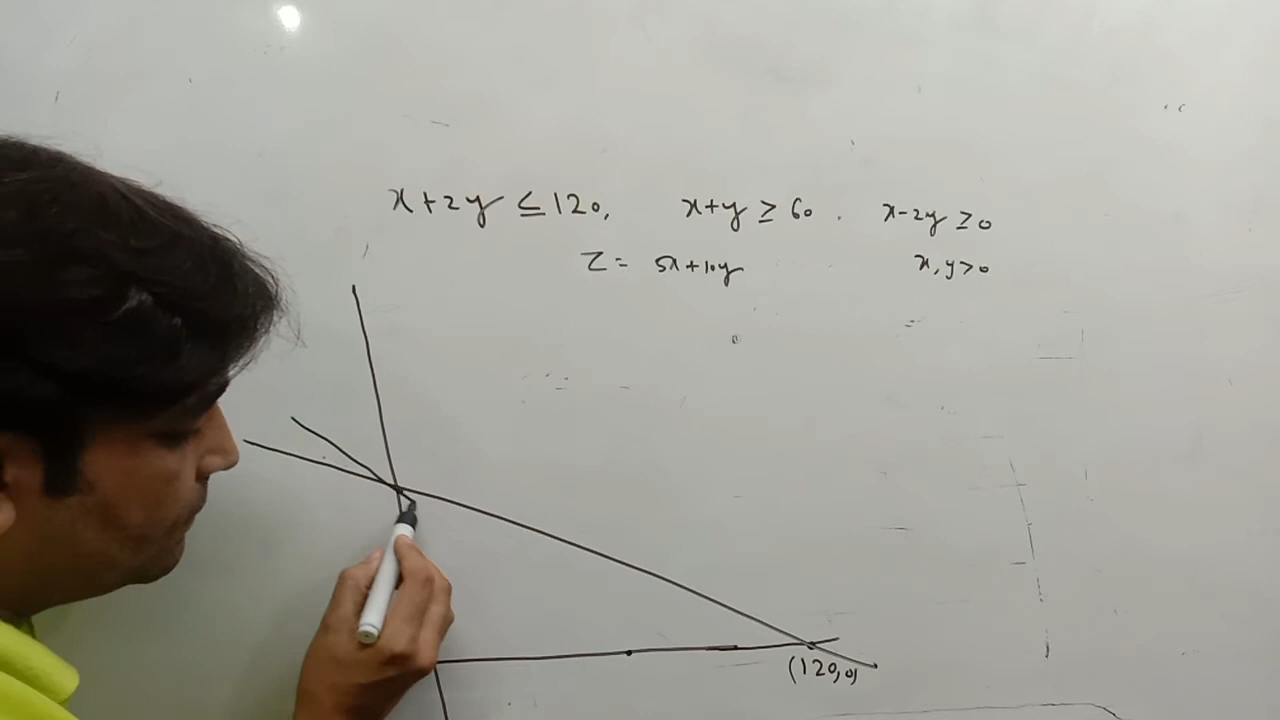 x+2y ≤ 120, x+y ≥ 60. x-2y ≥ 0
Z = 5x+10y x,y>0
(120,0)